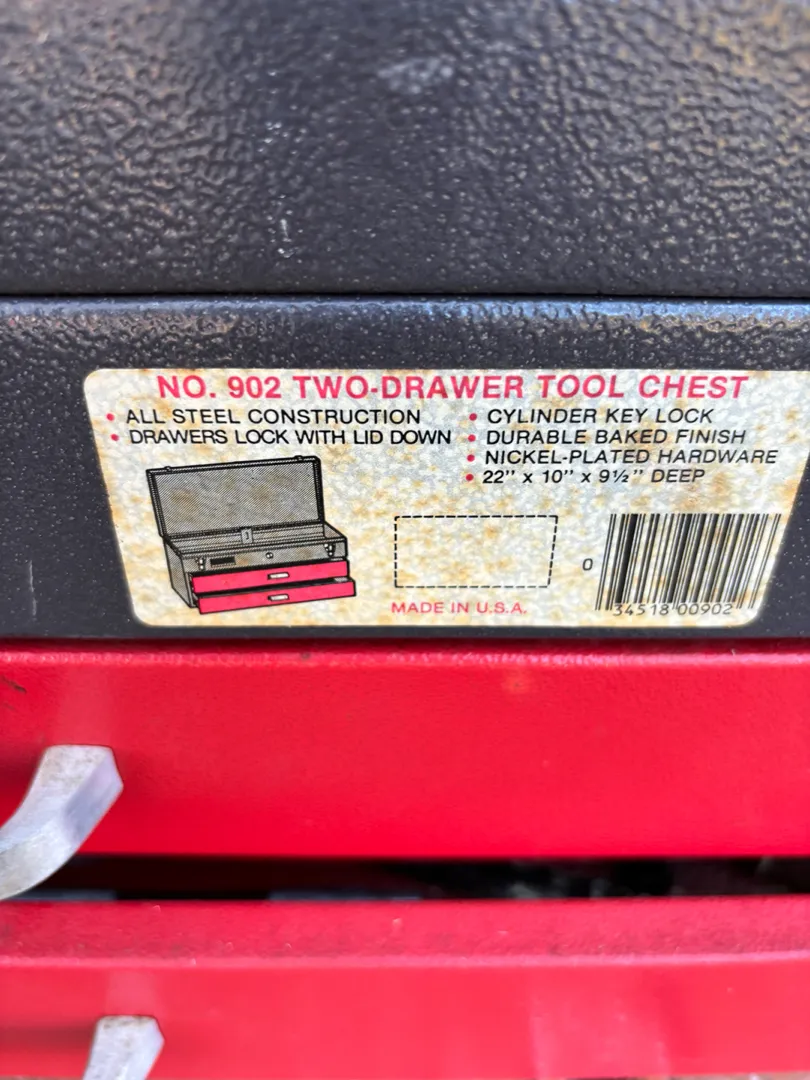 NO. 902 TWO-DRAWER TOOL CHEST
• ALL STEEL CONSTRUCTION
• DRAWERS LOCK WITH LID DOWN
• CYLINDER KEY LOCK
• DURABLE BAKED FINISH
• NICKEL-PLATED HARDWARE
• 22" x 10" x 9½" DEEP
MADE IN U.S.A.
0 34518 00902